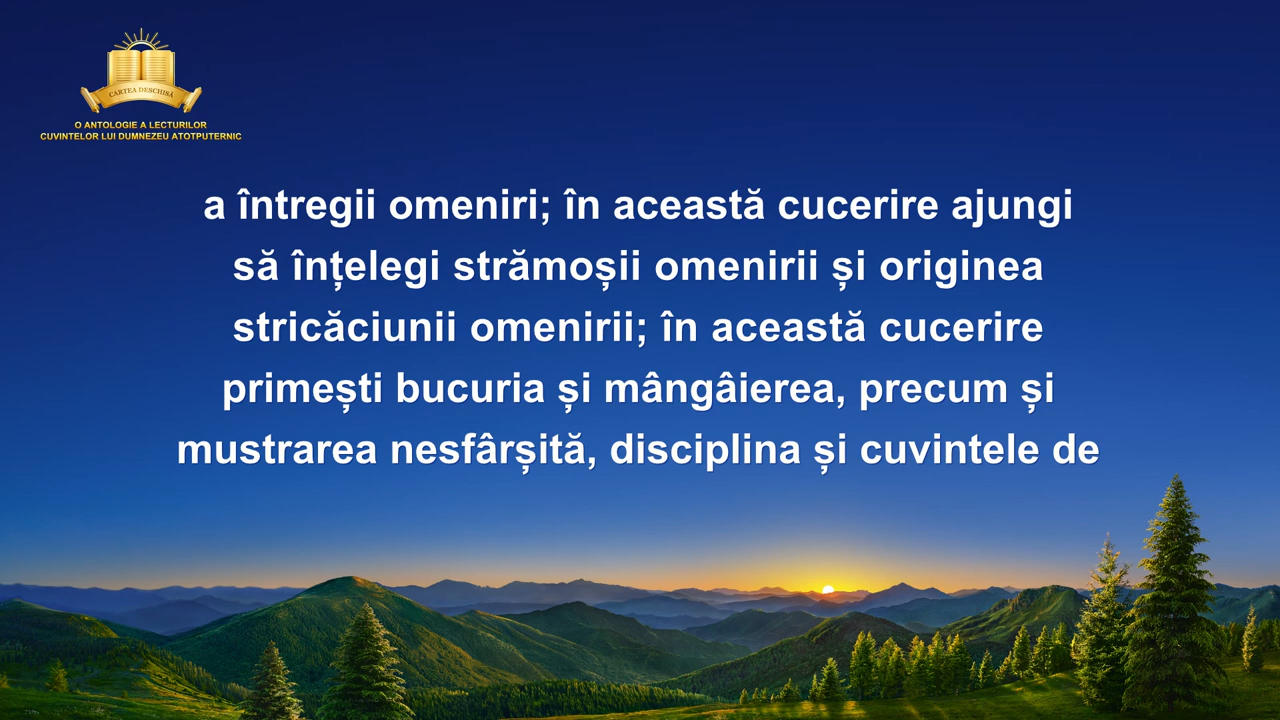 CARTEA DESCHISĂ
O ANTOLOGIE A LECTURILOR
CUVINTELOR LUI DUMNEZEU ATOTPUTERNIC
a întregii omeniri; în această cucerire ajungi
să înțelegi strămoșii omenirii și originea
stricăciunii omenirii; în această cucerire
primești bucuria și mângâierea, precum și
mustrarea nesfârșită, disciplina și cuvintele de